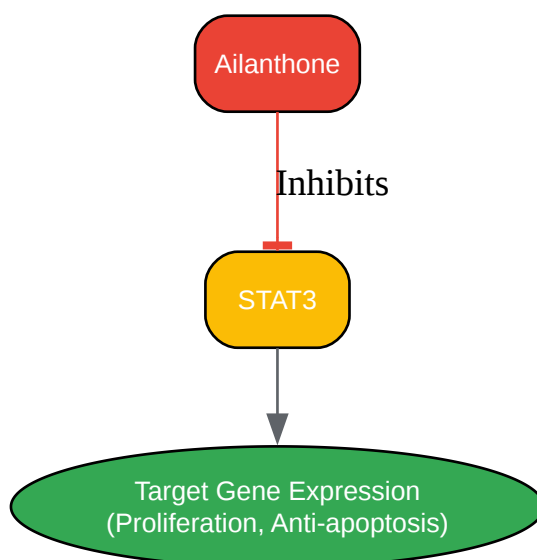 Ailanthone
Inhibits
STAT3
Target Gene Expression
(Proliferation, Anti-apoptosis)